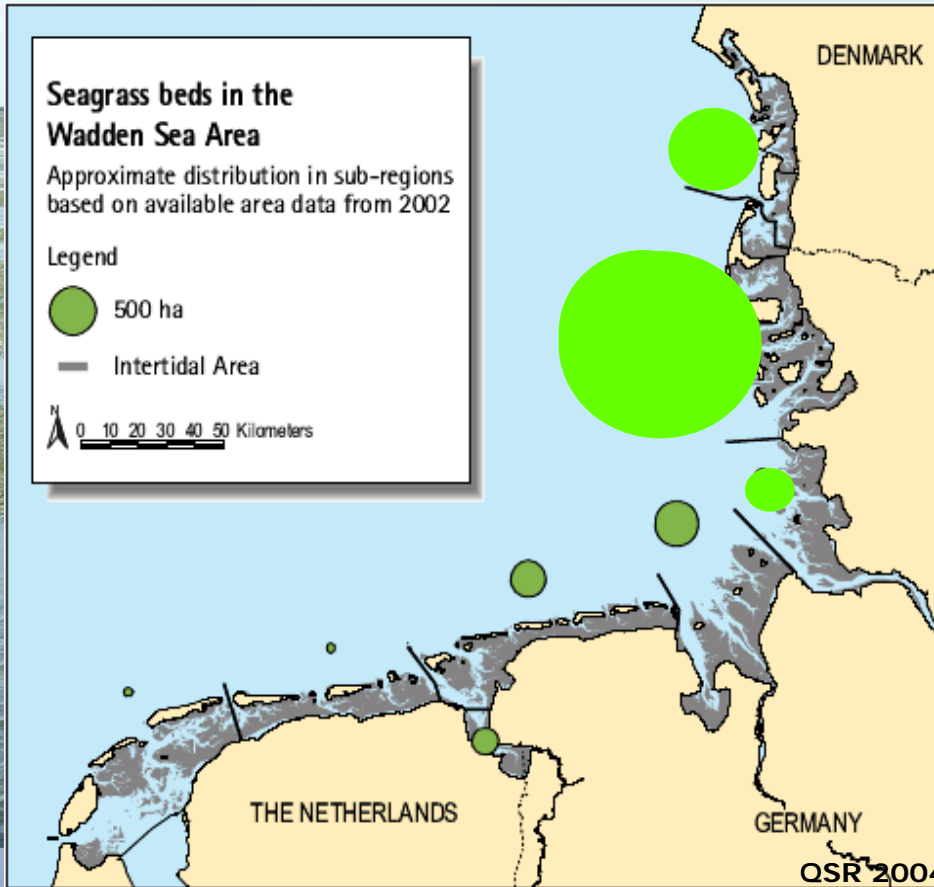 Seagrass beds in the
Wadden Sea Area
Approximate distribution in sub-regions
based on available area data from 2002
Legend
500 ha
Intertidal Area
N
0 10 20 30 40 50 Kilometers
DENMARK
THE NETHERLANDS
GERMANY
QSR 2004